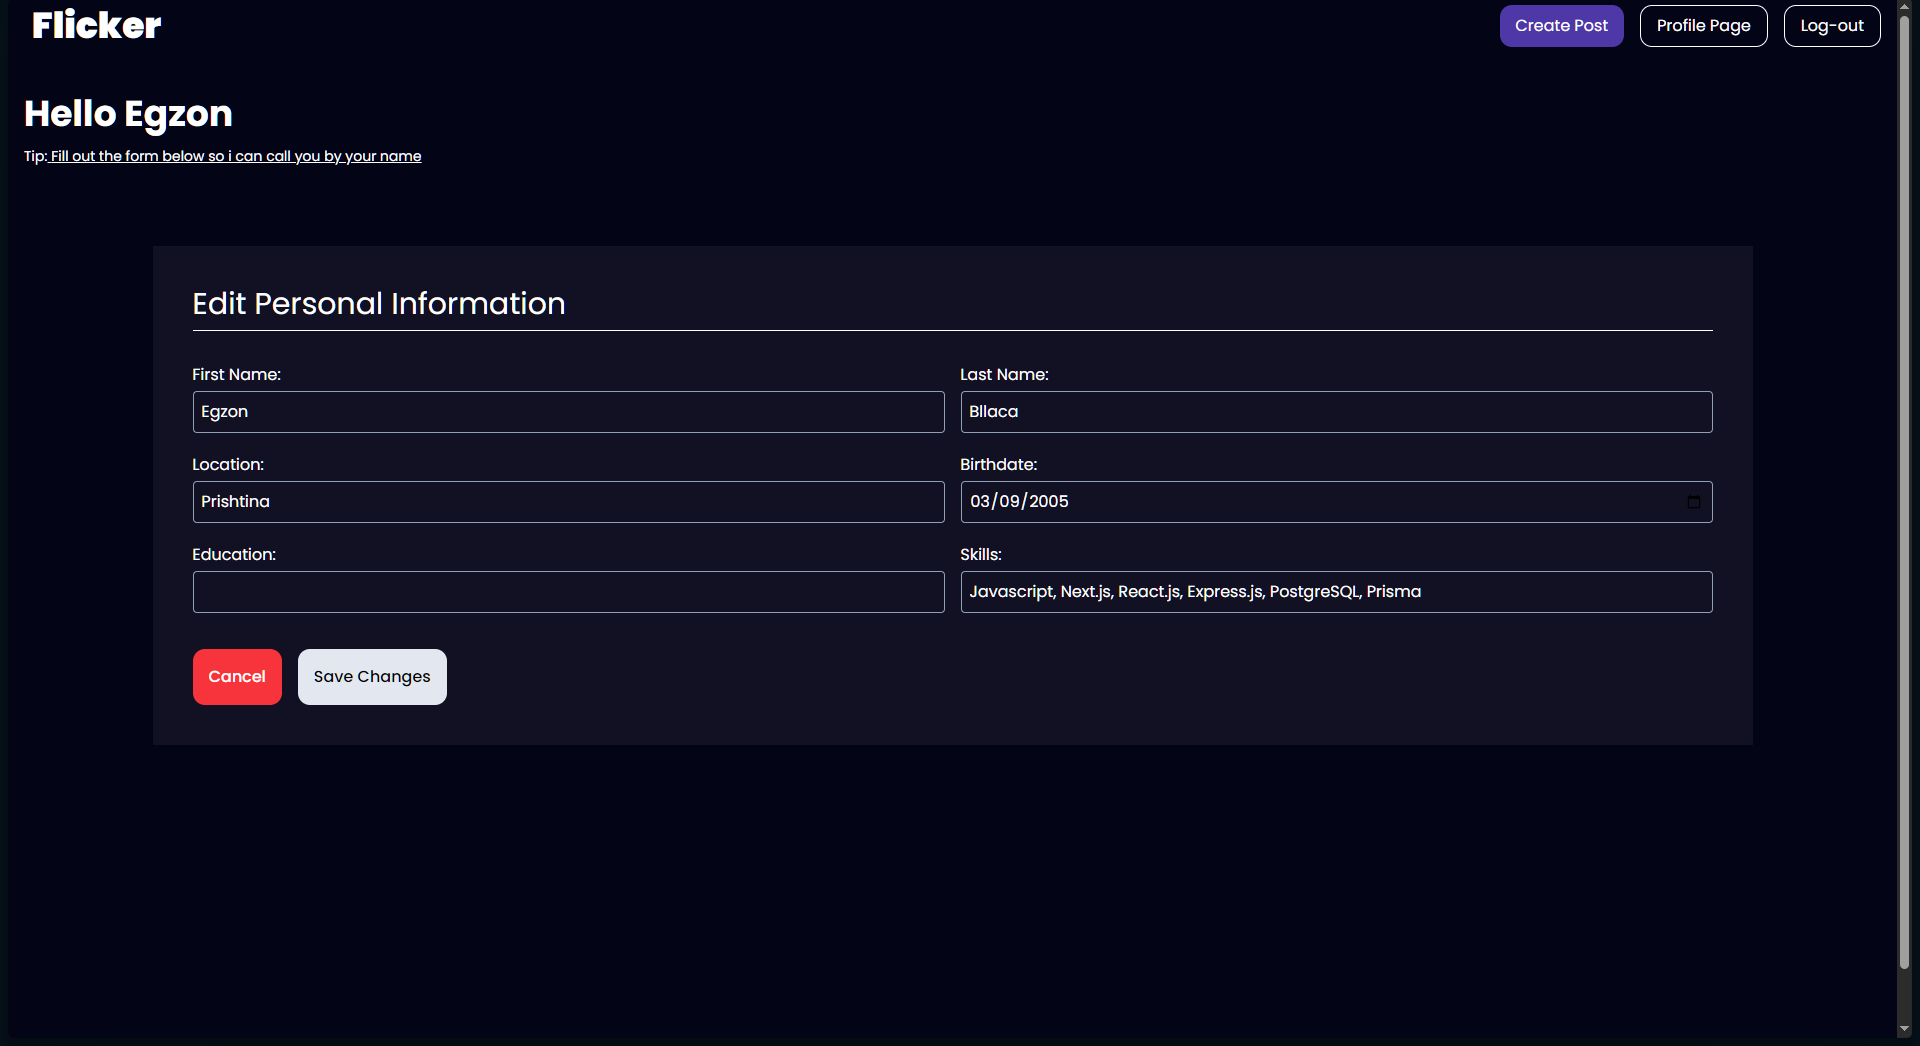 Flicker
Create Post
Profile Page
Log-out
Hello Egzon
Tip: Fill out the form below so i can call you by your name
Edit Personal Information
First Name:
Last Name:
Egzon
Bllaca
Location:
Birthdate:
Prishtina
03/09/2005
Education:
Skills:
Javascript, Next.js, React.js, Express.js, PostgreSQL, Prisma
Cancel
Save Changes